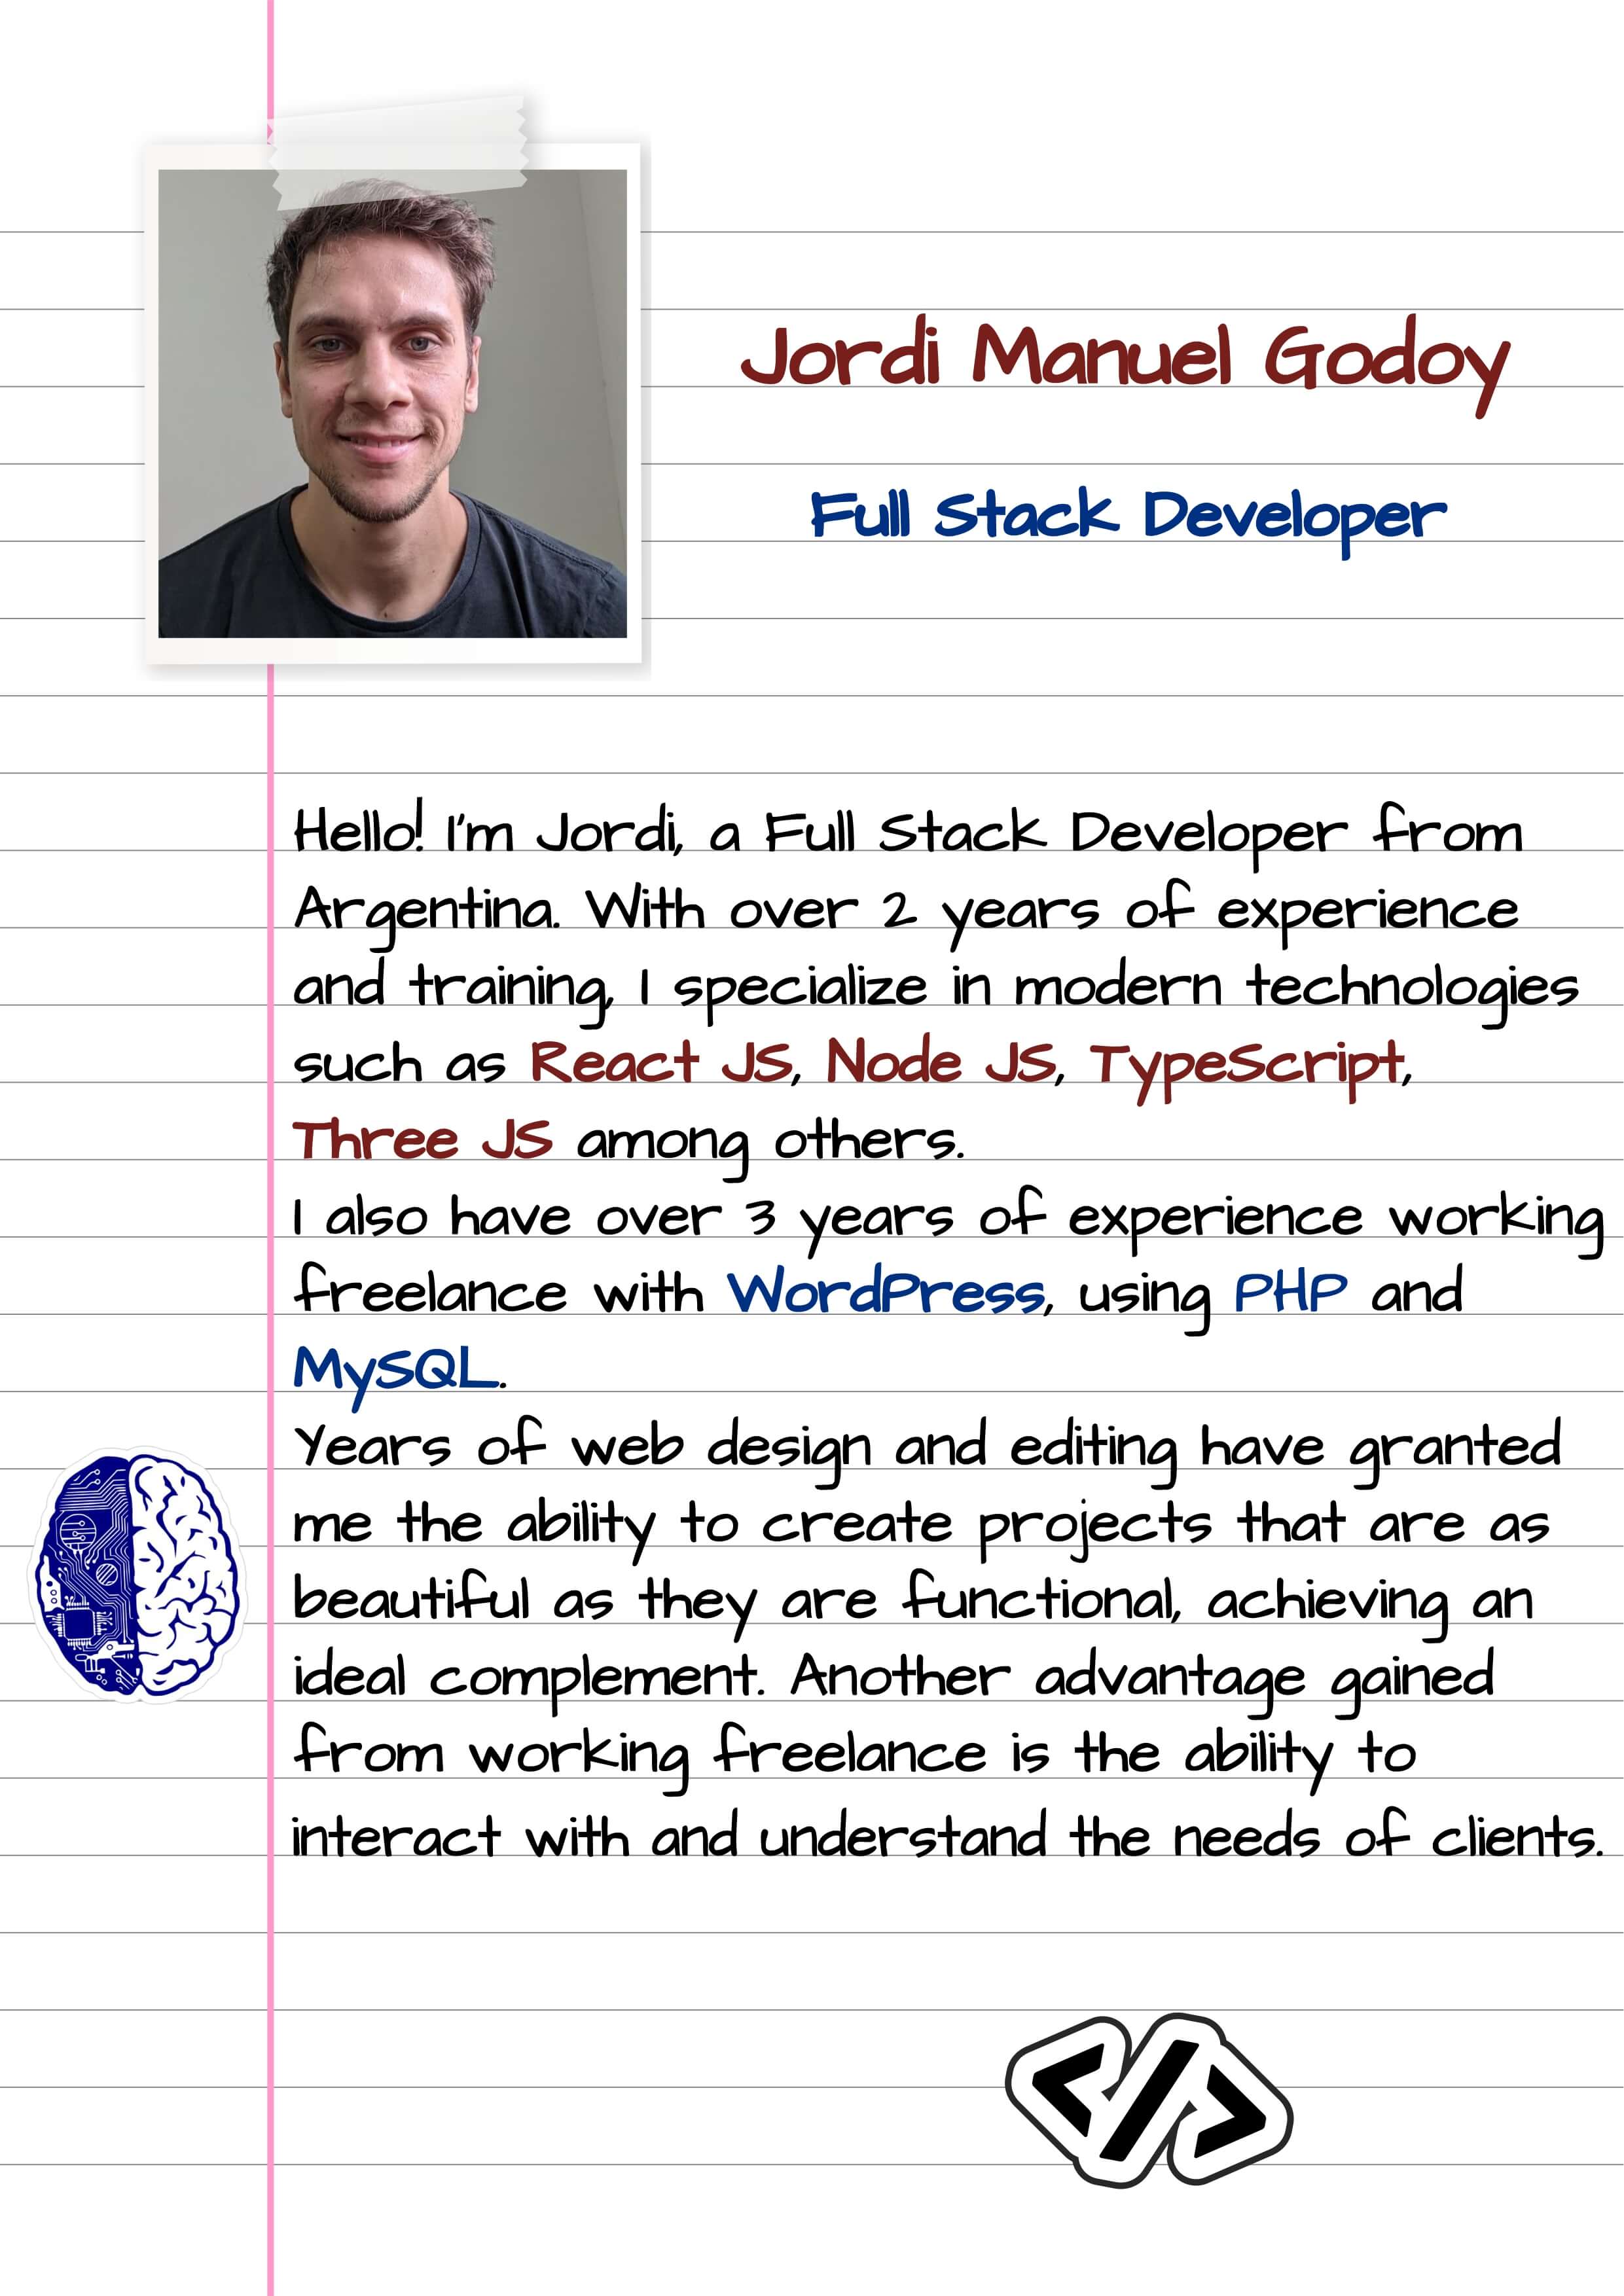 Jordi Manuel Godoy
Full Stack Developer
Hello! I'm Jordi, a Full Stack Developer from
Argentina. With over 2 years of experience
and training, I specialize in modern technologies
such as React JS, Node JS, TypeScript,
Three JS among others.
I also have over 3 years of experience working
freelance with WordPress, using PHP and
MySQL.
Years of web design and editing have granted
me the ability to create projects that are as
beautiful as they are functional, achieving an
ideal complement. Another advantage gained
from working freelance is the ability to
interact with and understand the needs of clients.
</>